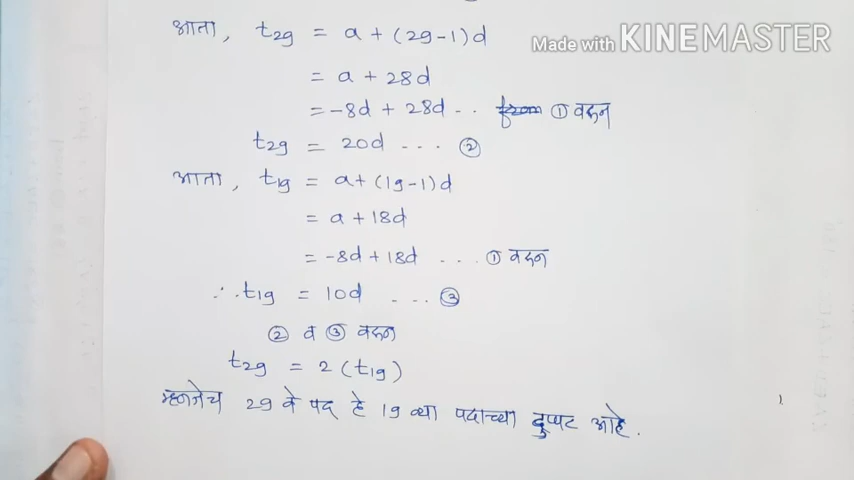 आता, t₂₉ = a + (29-1)d
Made with KINEMASTER
= a + 28d
= -8d + 28d .. ① वरून
t₂₉ = 20d ... ②
आता, t₁₉ = a + (19-1)d
= a + 18d
= -8d + 18d ... ① वरून
∴ t₁₉ = 10d ... ③
② व ③ वरून
t₂₉ = 2 (t₁₉)
म्हणजेच 29 वे पद हे 19 व्या पदाच्या दुप्पट आहे.